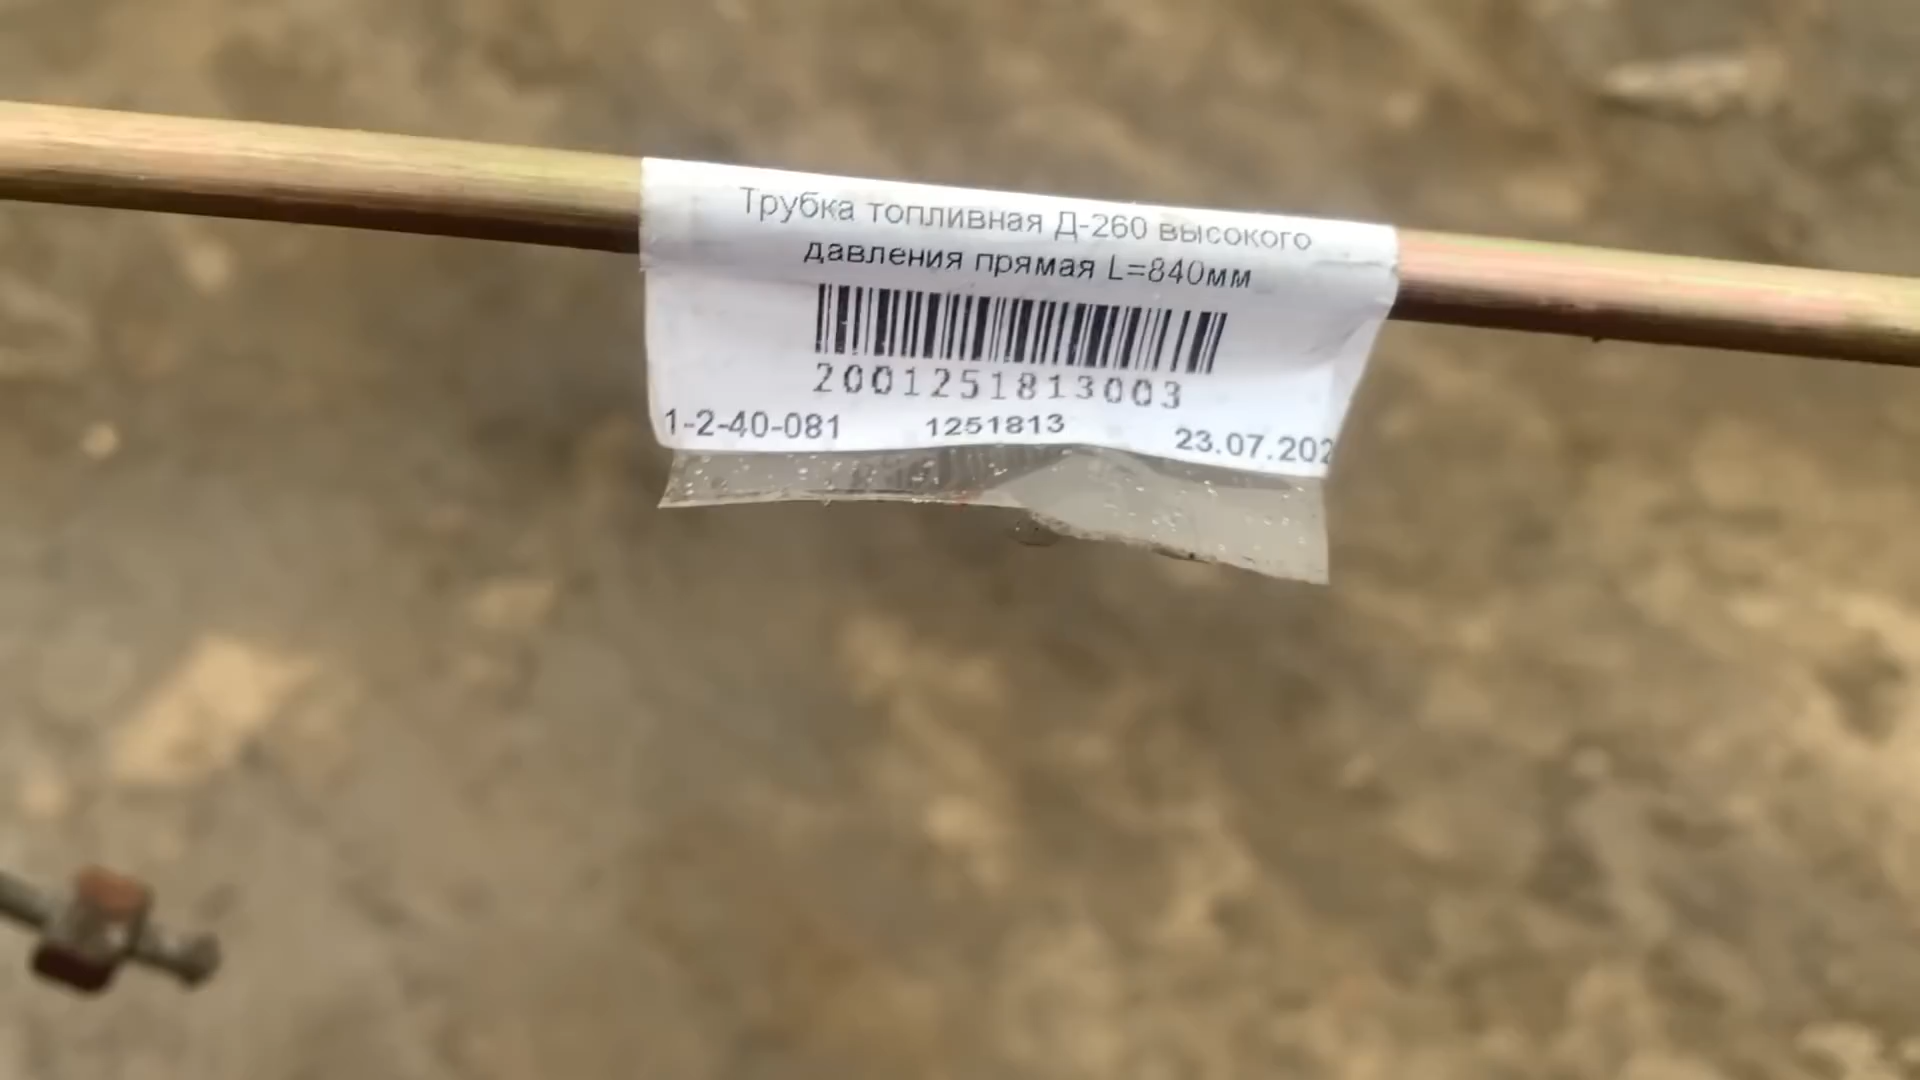 Трубка топливная Д-260 высокого
давления прямая L=840мм
2001251813003
1-2-40-081 1251813 23.07.202